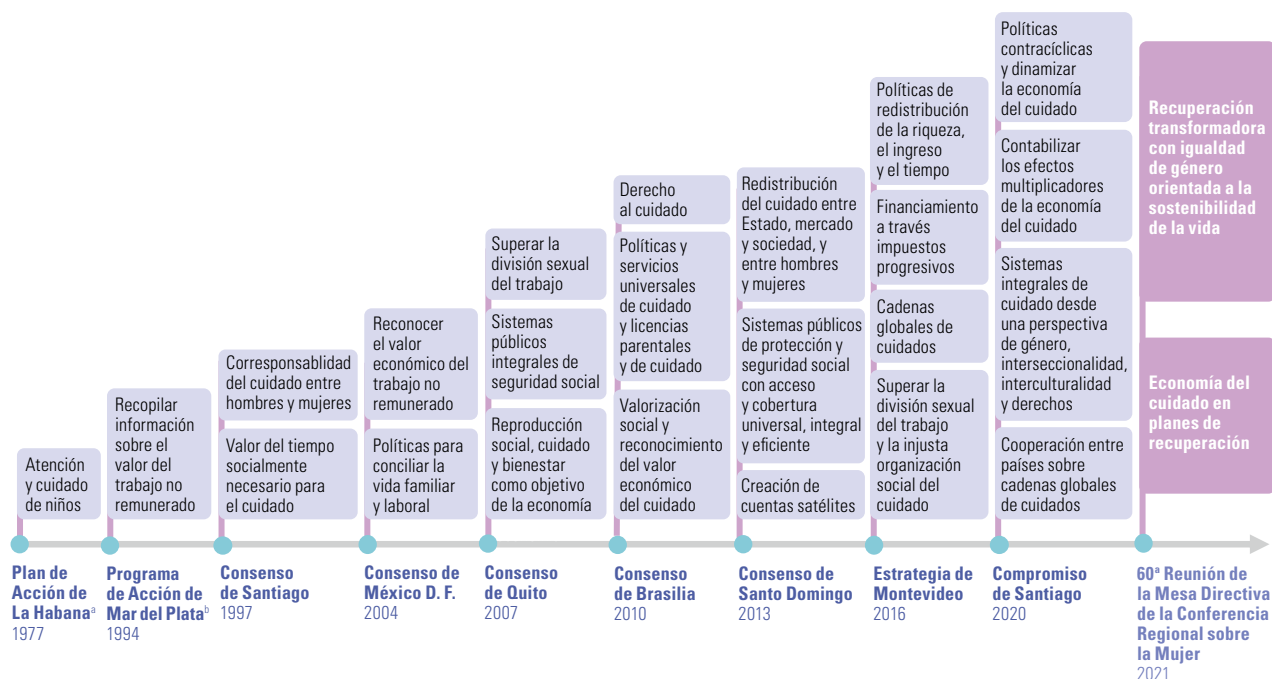 Atención
y cuidado
de niños
Plan de
Acción de
La Habanaª
1977
Recopilar
información
sobre el
valor del
trabajo no
remunerado
Programa
de Acción de
Mar del Plataᵇ
1994
Corresponsablidad
del cuidado entre
hombres y mujeres
Valor del tiempo
socialmente
necesario para
el cuidado
Consenso
de Santiago
1997
Reconocer
el valor
económico del
trabajo no
remunerado
Políticas para
conciliar la
vida familiar
y laboral
Consenso de
México D. F.
2004
Superar la
división sexual
del trabajo
Sistemas
públicos
integrales de
seguridad social
Reproducción
social, cuidado
y bienestar
como objetivo
de la economía
Consenso
de Quito
2007
Derecho
al cuidado
Políticas y
servicios
universales
de cuidado
y licencias
parentales
y de cuidado
Valorización
social y
reconocimiento
del valor
económico
del cuidado
Consenso
de Brasilia
2010
Redistribución
del cuidado entre
Estado, mercado
y sociedad, y
entre hombres
y mujeres
Sistemas públicos
de protección y
seguridad social
con acceso
y cobertura
universal, integral
y eficiente
Creación de
cuentas satélites
Consenso de
Santo Domingo
2013
Políticas de
redistribución
de la riqueza,
el ingreso
y el tiempo
Financiamiento
a través
impuestos
progresivos
Cadenas
globales de
cuidados
Superar la
división sexual
del trabajo
y la injusta
organización
social del
cuidado
Estrategia de
Montevideo
2016
Políticas
contracíclicas
y dinamizar
la economía
del cuidado
Contabilizar
los efectos
multiplicadores
de la economía
del cuidado
Sistemas
integrales de
cuidado desde
una perspectiva
de género,
interseccionalidad,
interculturalidad
y derechos
Cooperación entre
países sobre
cadenas globales
de cuidados
Compromiso
de Santiago
2020
Recuperación
transformadora
con igualdad
de género
orientada a la
sostenibilidad
de la vida
Economía del
cuidado en
planes de
recuperación
60ª Reunión de
la Mesa Directiva
de la Conferencia
Regional sobre
la Mujer
2021